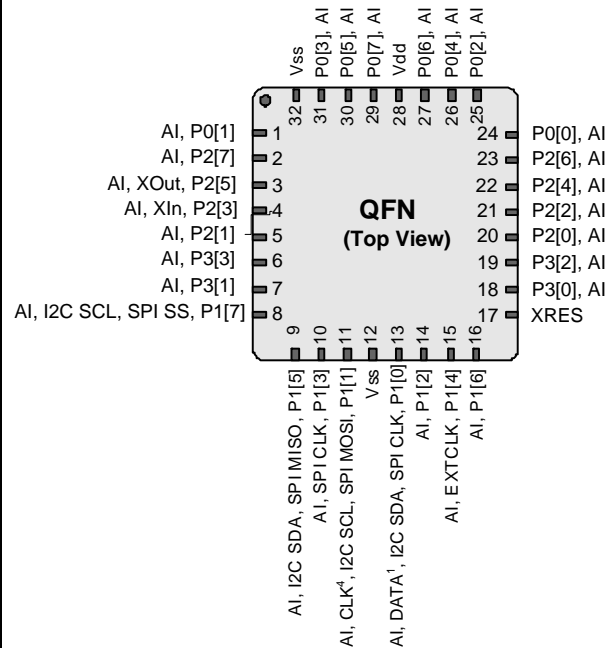 Vss
P0[3], AI
P0[5], AI
P0[7], AI
Vdd
P0[6], AI
P0[4], AI
P0[2], AI
32
31
30
29
28
27
26
25
AI, P0[1] 1
AI, P2[7] 2
AI, XOut, P2[5] 3
AI, XIn, P2[3] 4
AI, P2[1] 5
AI, P3[3] 6
AI, P3[1] 7
AI, I2C SCL, SPI SS, P1[7] 8
QFN
(Top View)
24 P0[0], AI
23 P2[6], AI
22 P2[4], AI
21 P2[2], AI
20 P2[0], AI
19 P3[2], AI
18 P3[0], AI
17 XRES
9
10
11
12
13
14
15
16
AI, I2C SDA, SPI MISO, P1[5]
AI, SPI CLK, P1[3]
AI, CLK⁴, I2C SCL, SPI MOSI, P1[1]
Vss
AI, DATA¹, I2C SDA, SPI CLK, P1[0]
AI, P1[2]
AI, EXTCLK, P1[4]
AI, P1[6]